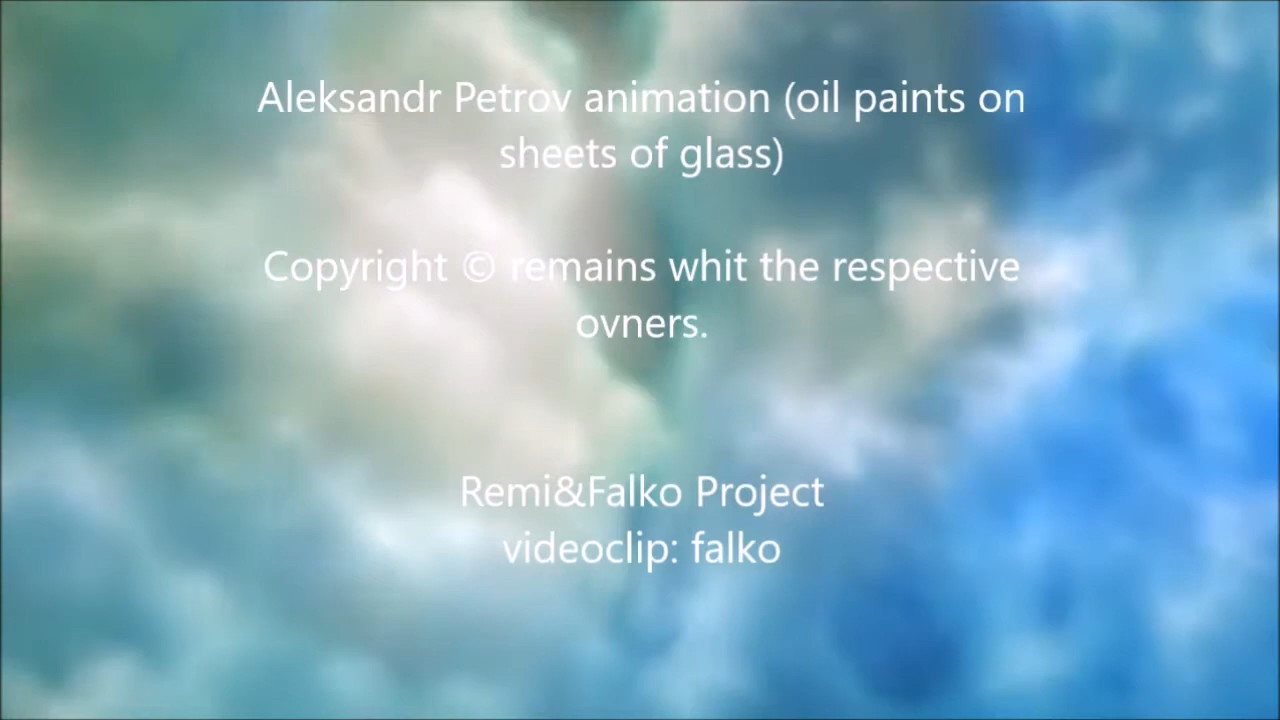 Aleksandr Petrov animation (oil paints on
sheets of glass)
Copyright © remains whit the respective
ovners.
Remi&Falko Project
videoclip: falko